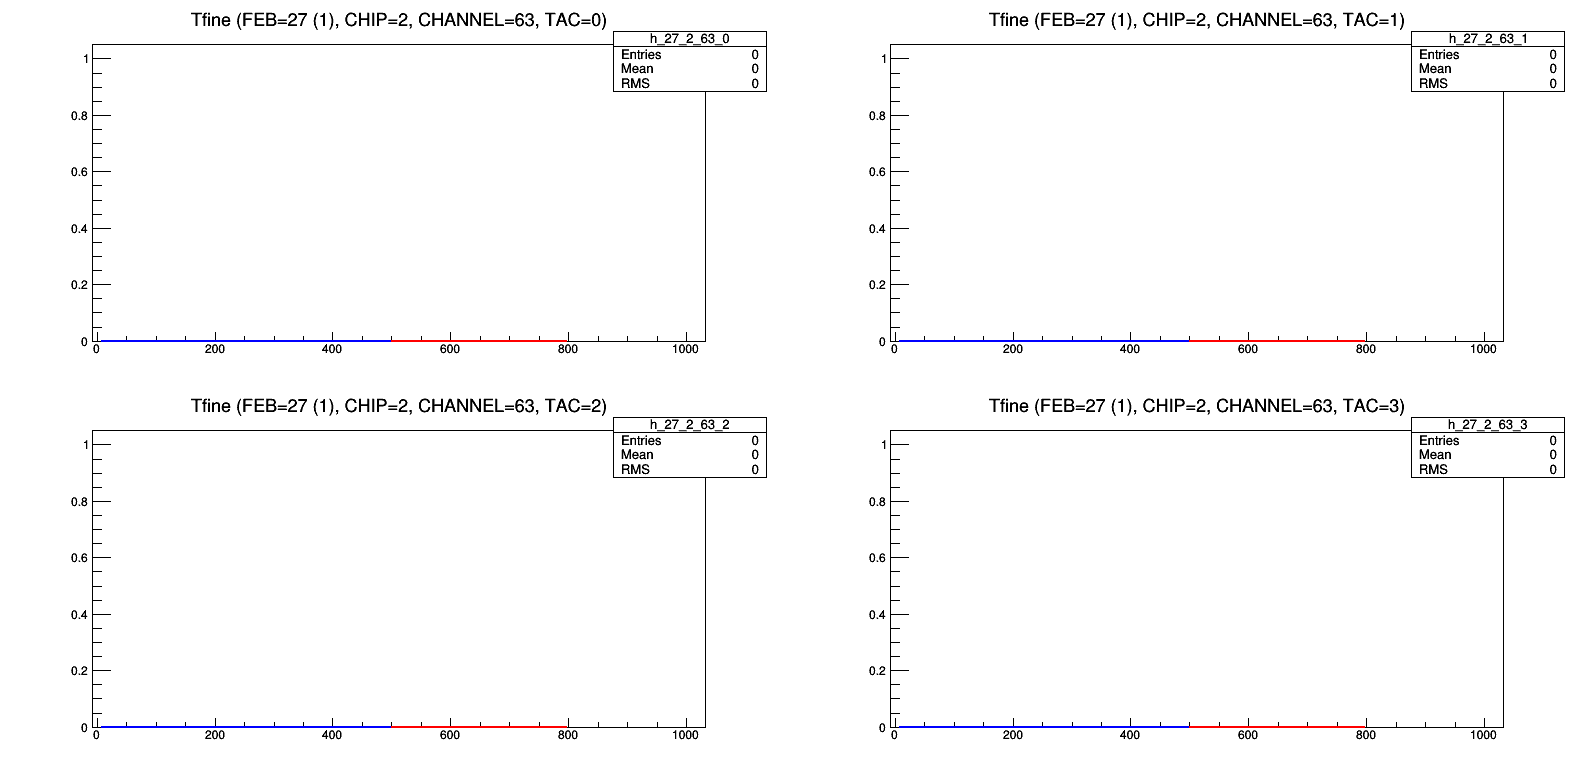 Tfine (FEB=27 (1), CHIP=2, CHANNEL=63, TAC=0)
h_27_2_63_0
Entries 0
Mean 0
RMS 0
1
0.8
0.6
0.4
0.2
0
0 200 400 600 800 1000
Tfine (FEB=27 (1), CHIP=2, CHANNEL=63, TAC=1)
h_27_2_63_1
Entries 0
Mean 0
RMS 0
1
0.8
0.6
0.4
0.2
0
0 200 400 600 800 1000
Tfine (FEB=27 (1), CHIP=2, CHANNEL=63, TAC=2)
h_27_2_63_2
Entries 0
Mean 0
RMS 0
1
0.8
0.6
0.4
0.2
0
0 200 400 600 800 1000
Tfine (FEB=27 (1), CHIP=2, CHANNEL=63, TAC=3)
h_27_2_63_3
Entries 0
Mean 0
RMS 0
1
0.8
0.6
0.4
0.2
0
0 200 400 600 800 1000